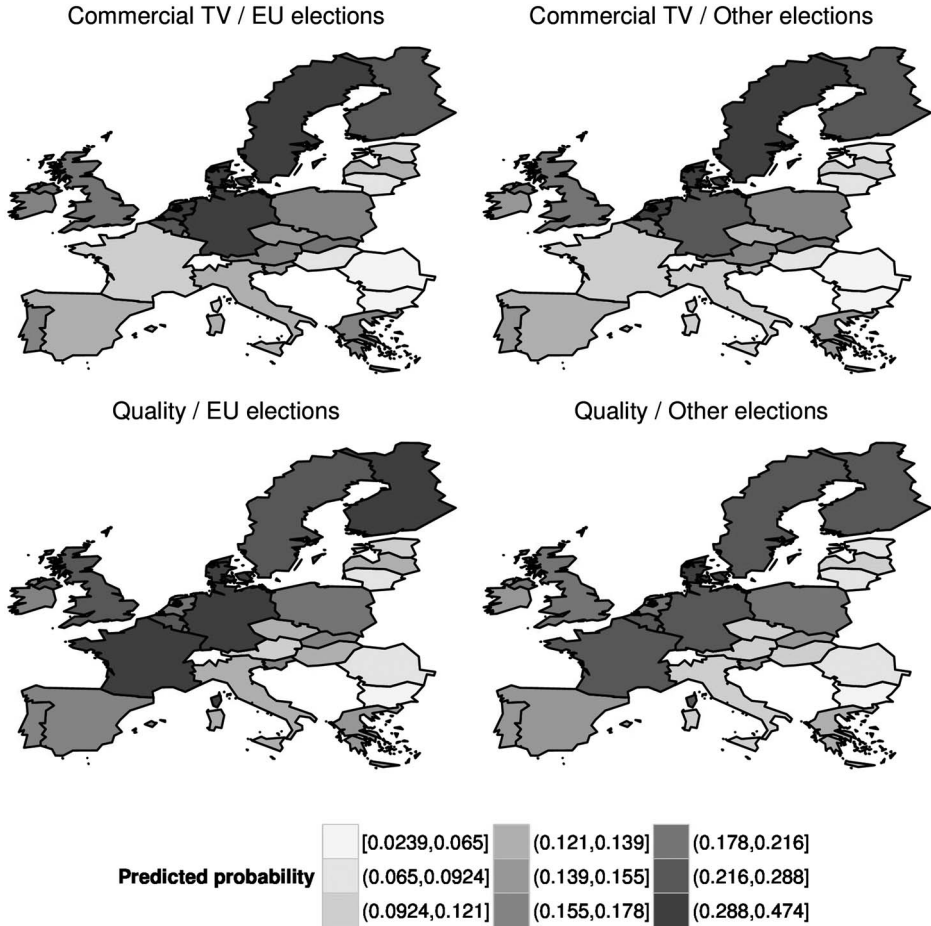 Commercial TV / EU elections
Commercial TV / Other elections
Quality / EU elections
Quality / Other elections
Predicted probability
[0.0239,0.065]
(0.065,0.0924]
(0.0924,0.121]
(0.121,0.139]
(0.139,0.155]
(0.155,0.178]
(0.178,0.216]
(0.216,0.288]
(0.288,0.474]